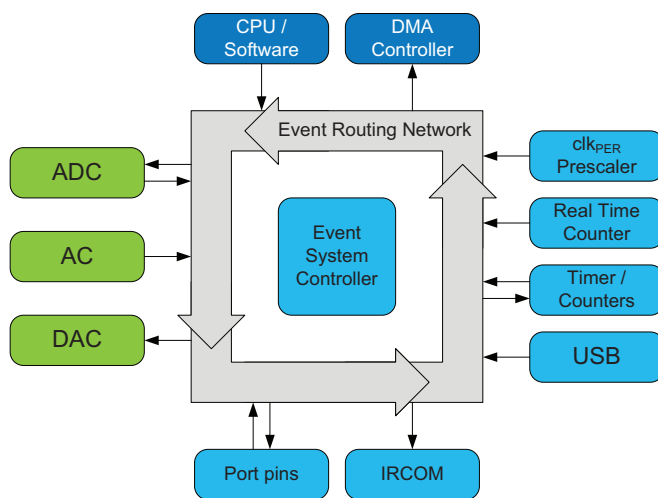 CPU /
Software
DMA
Controller
Event Routing Network
ADC
AC
DAC
Event
System
Controller
clkPER
Prescaler
Real Time
Counter
Timer /
Counters
USB
Port pins
IRCOM